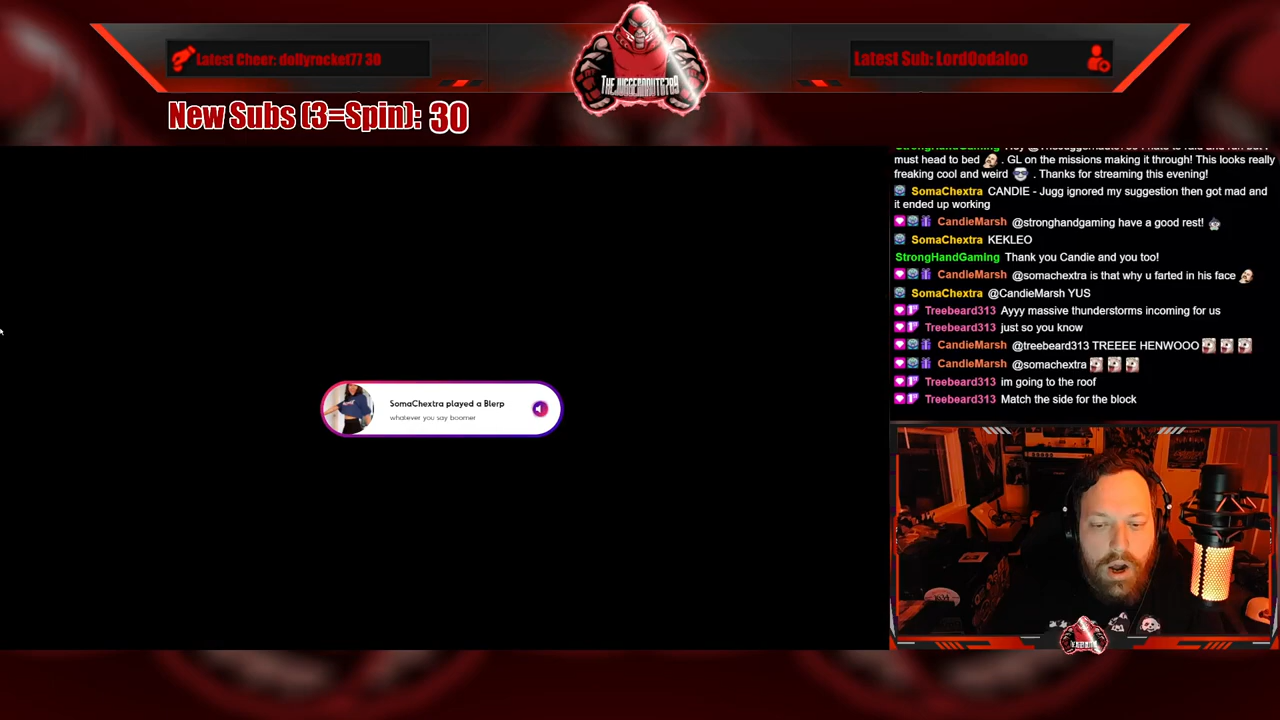 Latest Cheer: dollyrocket77 30
THEJUGGERNAUT6789
Latest Sub: LordOodaloo
New Subs (3=Spin): 30
must head to bed . GL on the missions making it through! This looks really
freaking cool and weird . Thanks for streaming this evening!
SomaChextra CANDIE - Jugg ignored my suggestion then got mad and
it ended up working
CandieMarsh @stronghandgaming have a good rest!
SomaChextra KEKLEO
StrongHandGamIng Thank you Candie and you too!
CandieMarsh @somachextra is that why u farted in his face
SomaChextra @CandieMarsh YUS
Treebeard313 Ayyy massive thunderstorms incoming for us
Treebeard313 just so you know
CandieMarsh @treebeard313 TREEEE HENWOOO
CandieMarsh @somachextra
Treebeard313 im going to the roof
Treebeard313 Match the side for the block
SomaChextra played a Blerp
whatever you say boomer